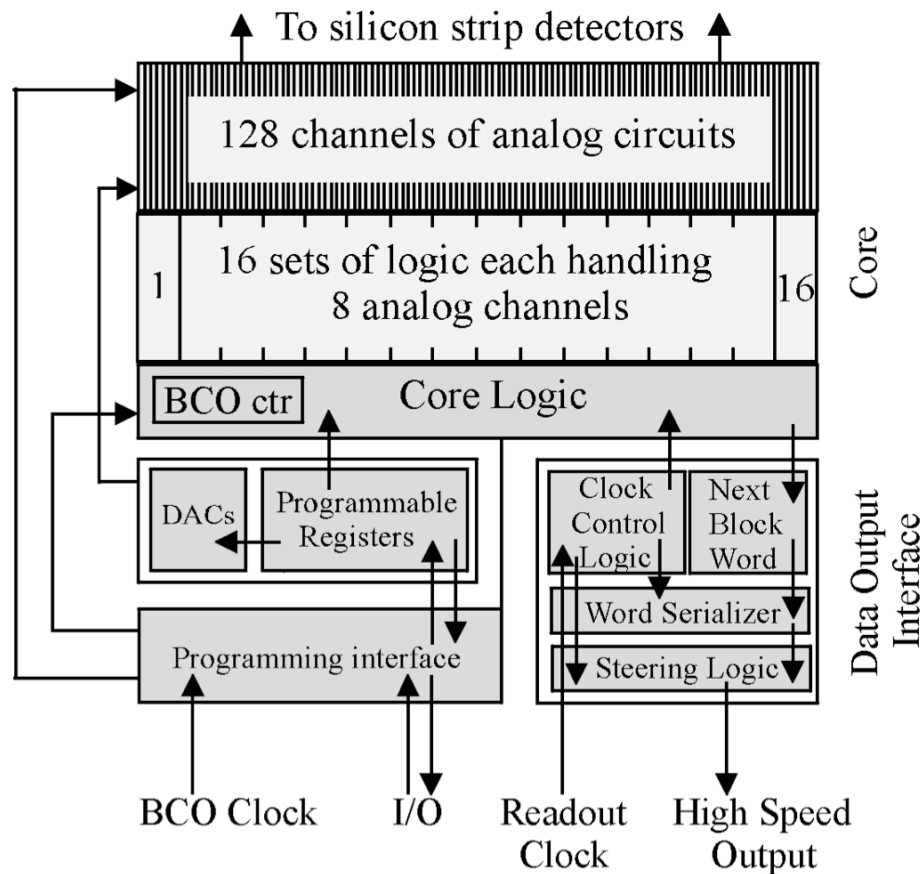 To silicon strip detectors
128 channels of analog circuits
16 sets of logic each handling
8 analog channels
1
16
Core
BCO ctr
Core Logic
DACs
Programmable
Registers
Clock
Control
Logic
Next
Block
Word
Word Serializer
Steering Logic
Data Output
Interface
Programming interface
BCO Clock
I/O
Readout
Clock
High Speed
Output